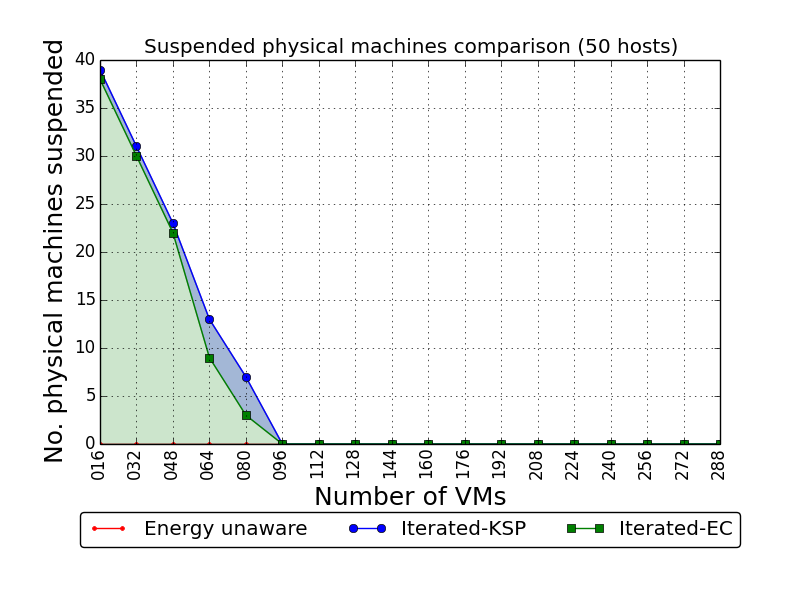 Suspended physical machines comparison (50 hosts)
No. physical machines suspended
40
35
30
25
20
15
10
5
0
016 032 048 064 080 096 112 128 144 160 176 192 208 224 240 256 272 288
Number of VMs
Energy unaware Iterated-KSP Iterated-EC